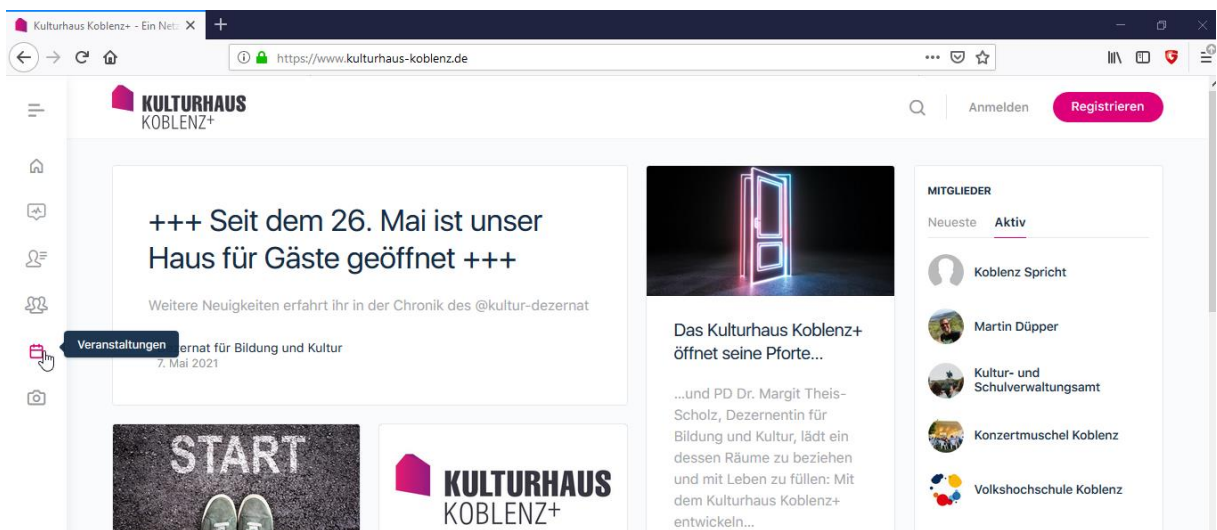 Kulturhaus Koblenz+ - Ein Net
https://www.kulturhaus-koblenz.de
KULTURHAUS
KOBLENZ+
Anmelden
Registrieren
+++ Seit dem 26. Mai ist unser
Haus für Gäste geöffnet +++
Weitere Neuigkeiten erfahrt ihr in der Chronik des @kultur-dezernat
Veranstaltungen
ernat für Bildung und Kultur
7. Mai 2021
START
KULTURHAUS
KOBLENZ+
Das Kulturhaus Koblenz+
öffnet seine Pforte...
...und PD Dr. Margit Theis-
Scholz, Dezernentin für
Bildung und Kultur, lädt ein
dessen Räume zu beziehen
und mit Leben zu füllen: Mit
dem Kulturhaus Koblenz+
entwickeln...
MITGLIEDER
Neueste Aktiv
Koblenz Spricht
Martin Düpper
Kultur- und
Schulverwaltungsamt
Konzertmuschel Koblenz
Volkshochschule Koblenz